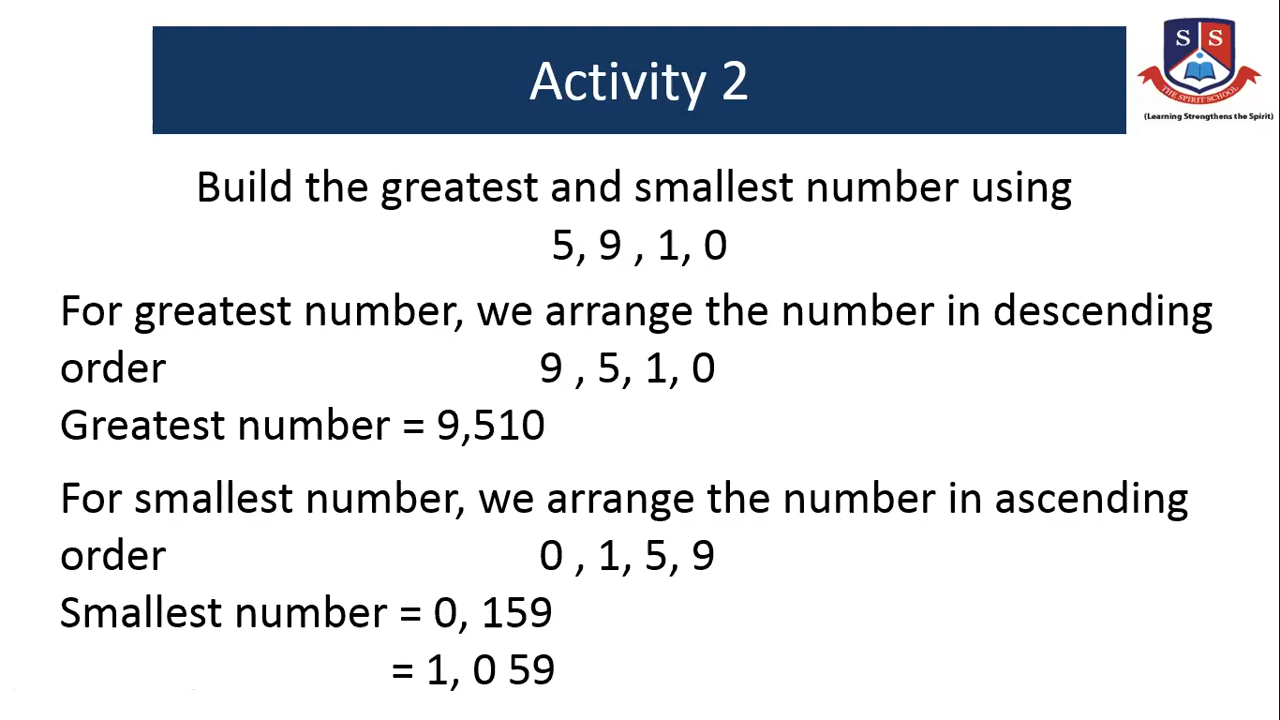 Activity 2
S S
THE SPIRIT SCHOOL
(Learning Strengthens the Spirit)
Build the greatest and smallest number using
5, 9 , 1, 0
For greatest number, we arrange the number in descending
order 9 , 5, 1, 0
Greatest number = 9,510
For smallest number, we arrange the number in ascending
order 0 , 1, 5, 9
Smallest number = 0, 159
= 1, 0 59